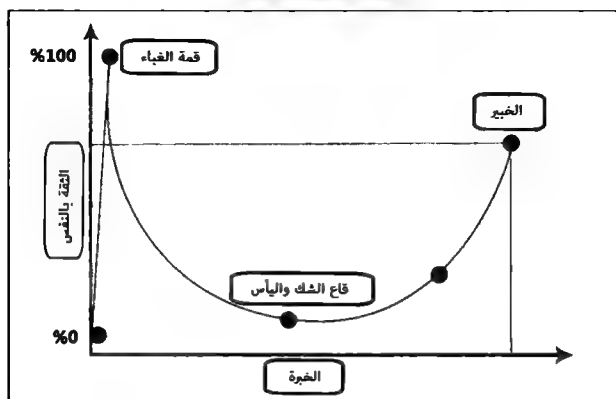 %100
قمة الغباء
الخبير
الثقة بالنفس
قاع الشك واليأس
%0
الخبرة